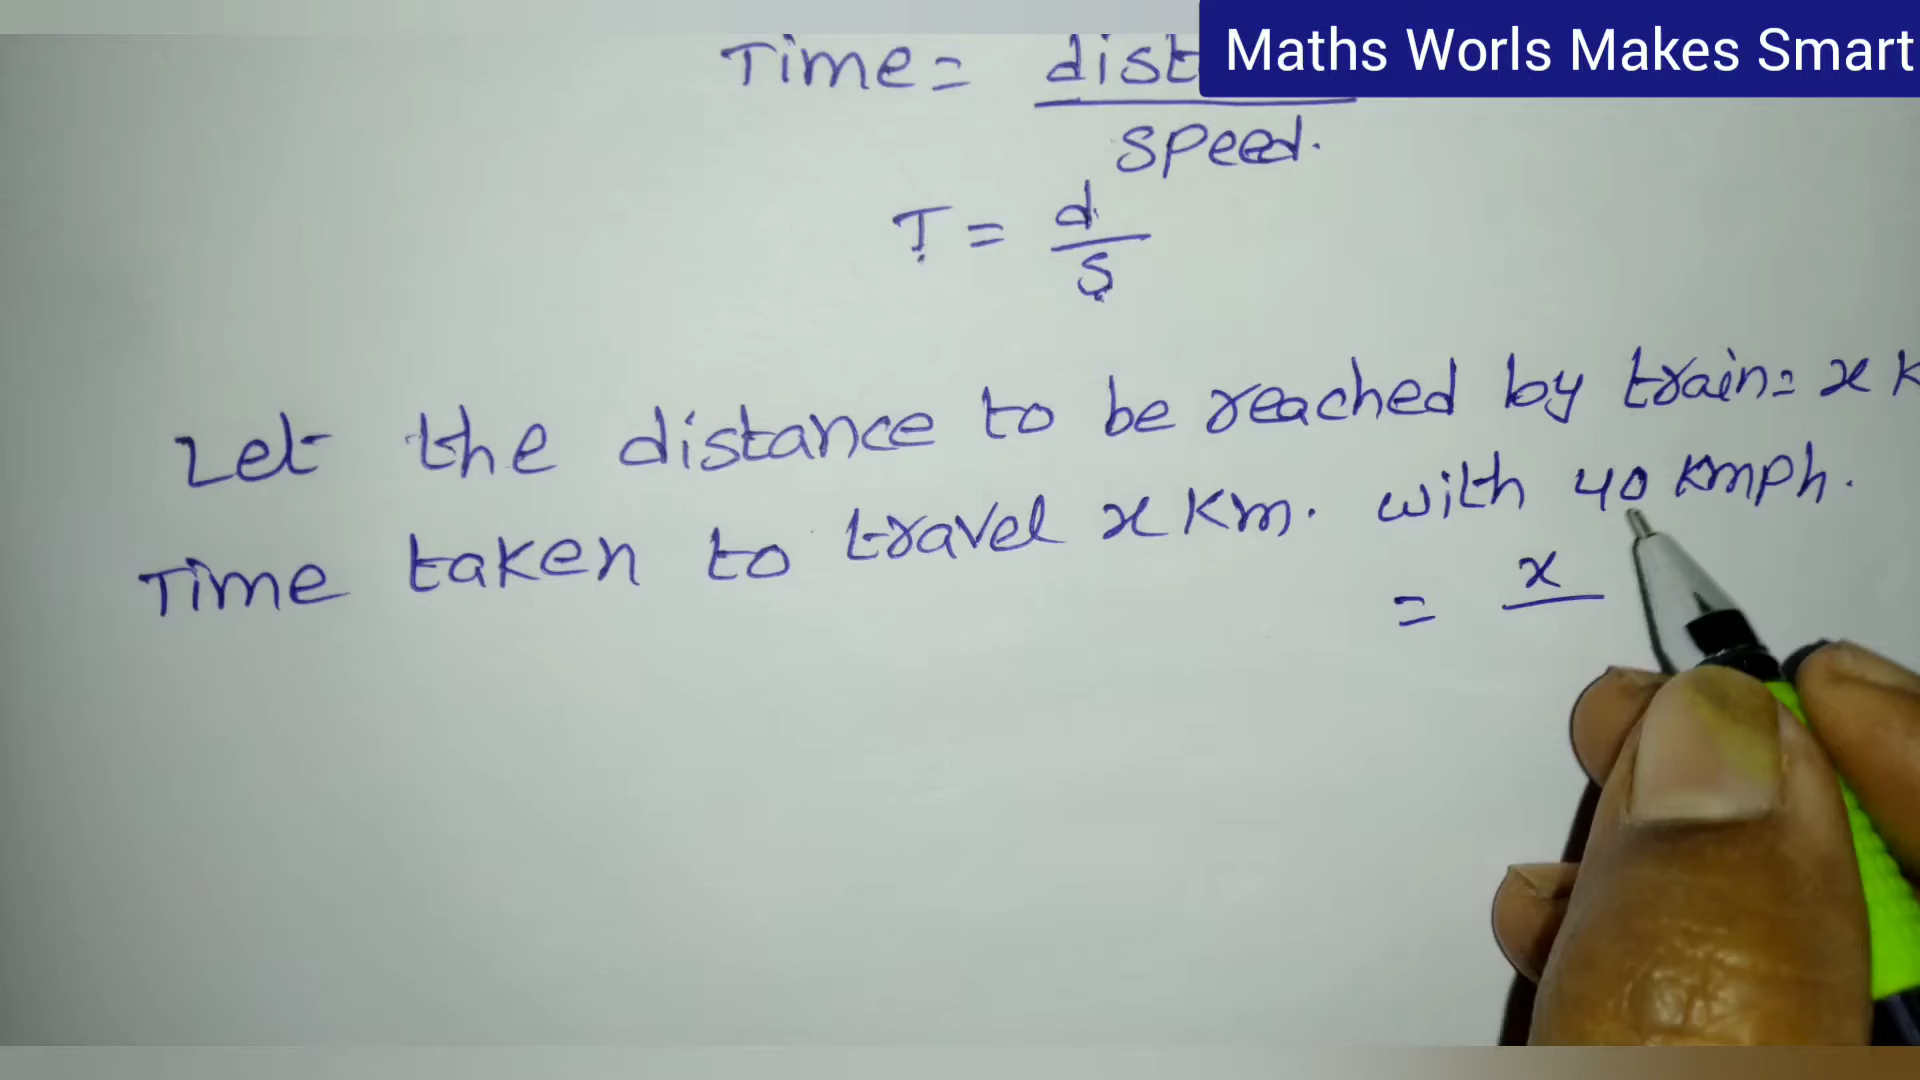 Maths Worls Makes Smart
Time =
speed.
T = d
S
Let the distance to be reached by train = x
Time taken to travel x Km. with 40 Kmph.
= x